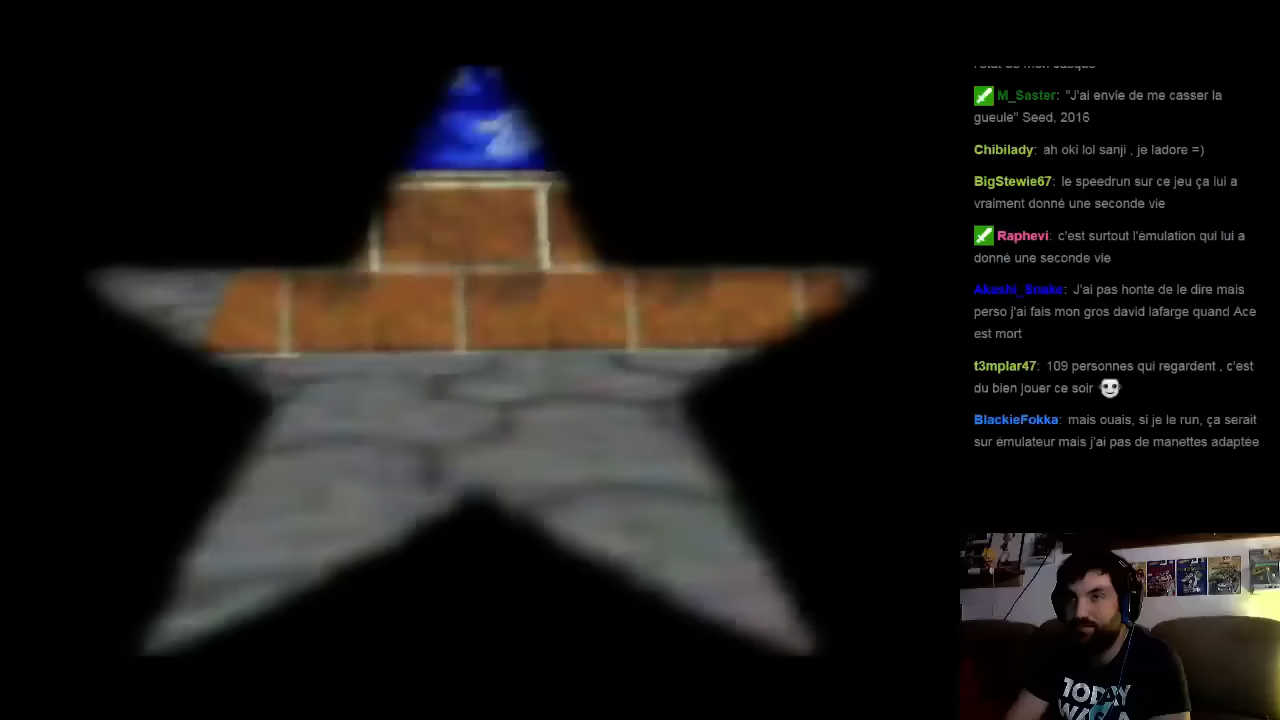 M_Saster: "J'ai envie de me casser la
gueule" Seed, 2016
Chibilady: ah oki lol sanji , je ladore =)
BigStewie67: le speedrun sur ce jeu ça lui a
vraiment donné une seconde vie
Raphevi: c'est surtout l'émulation qui lui a
donné une seconde vie
Akashi_Snake: J'ai pas honte de le dire mais
perso j'ai fais mon gros david lafarge quand Ace
est mort
t3mplar47: 109 personnes qui regardent , c'est
du bien jouer ce soir
BlackieFokka: mais ouais, si je le run, ça serait
sur émulateur mais j'ai pas de manettes adaptée
TODAY